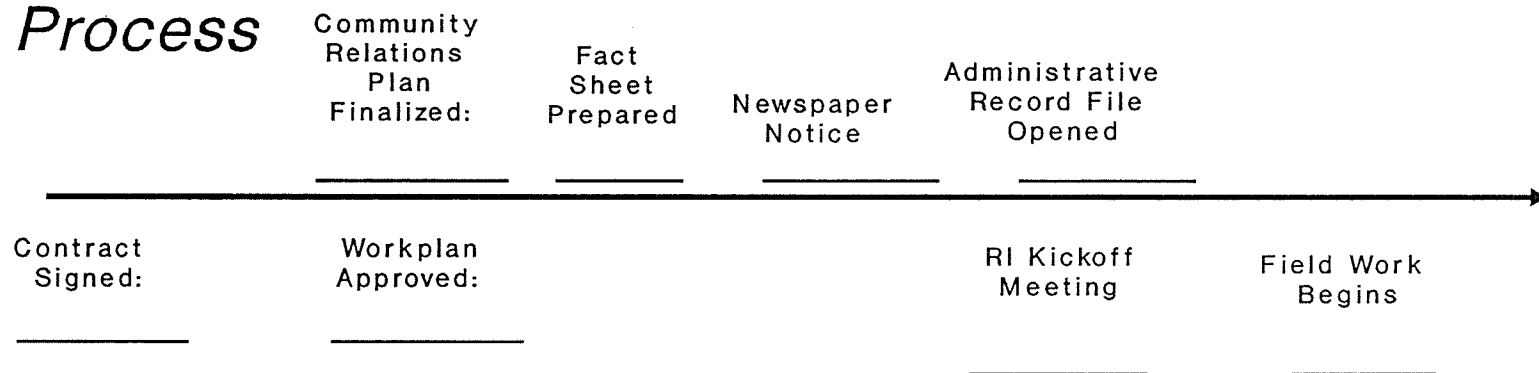 Process
Community
Relations
Plan
Finalized:
Fact
Sheet
Prepared
Newspaper
Notice
Administrative
Record File
Opened
Contract
Signed:
Workplan
Approved:
RI Kickoff
Meeting
Field Work
Begins